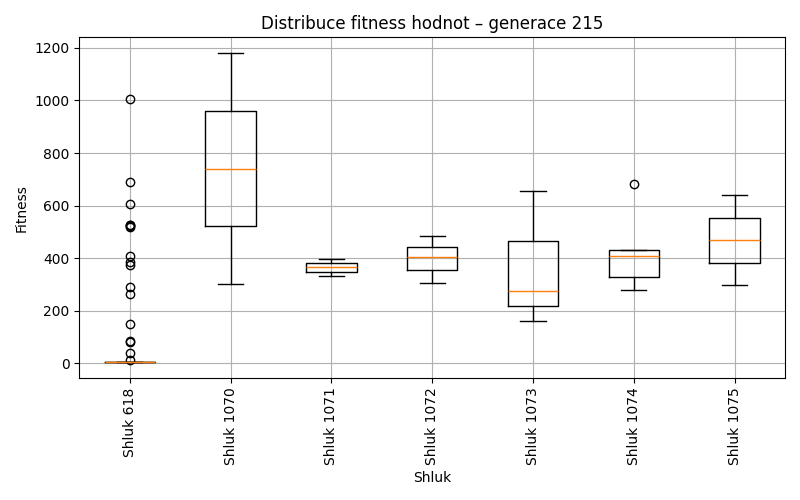 Distribuce fitness hodnot – generace 215
1200
1000
800
600
400
200
0
Fitness
Shluk 618
Shluk 1070
Shluk 1071
Shluk 1072
Shluk 1073
Shluk 1074
Shluk 1075
Shluk